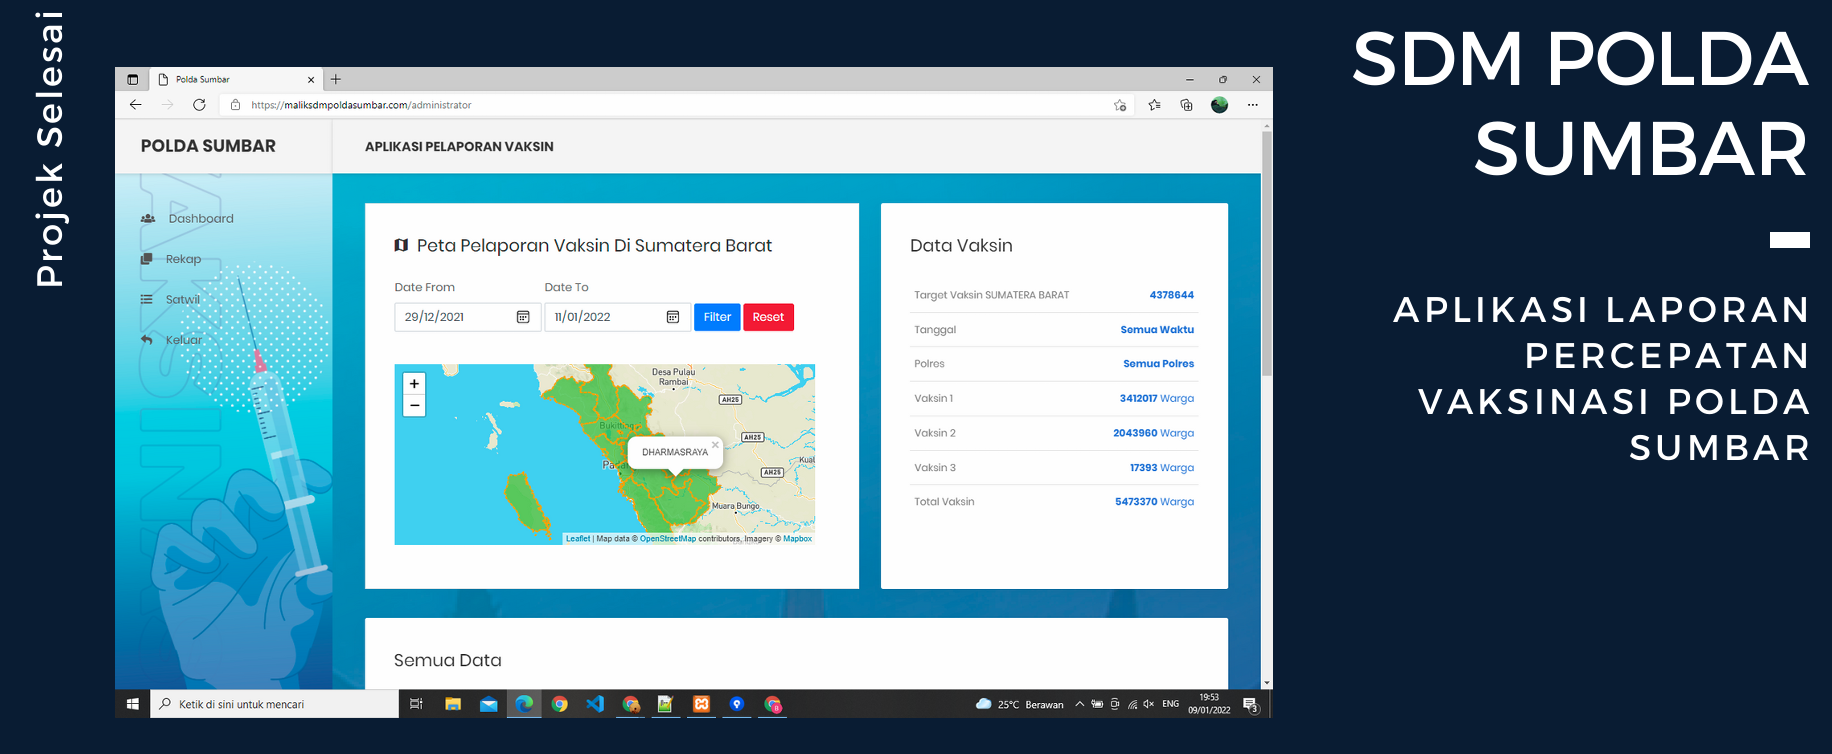 Projek Selesai
Polda Sumbar
https://maliksdmpoldasumbar.com/administrator
POLDA SUMBAR
APLIKASI PELAPORAN VAKSIN
VAKSIN
Dashboard
Rekap
Satwil
Keluar
Peta Pelaporan Vaksin Di Sumatera Barat
Date From
Date To
29/12/2021
11/01/2022
Filter
Reset
+
−
Desa Pulau
Rambai
AH25
AH25
AH25
DHARMASRAYA
×
Muara Bungo
Leaflet | Map data © OpenStreetMap contributors, Imagery © Mapbox
Data Vaksin
Target Vaksin SUMATERA BARAT 4378644
Tanggal Semua Waktu
Polres Semua Polres
Vaksin 1 3412017 Warga
Vaksin 2 2043960 Warga
Vaksin 3 17393 Warga
Total Vaksin 5473370 Warga
Semua Data
Ketik di sini untuk mencari
25°C Berawan
ENG
19:53
09/01/2022
3
SDM POLDA
SUMBAR
APLIKASI LAPORAN
PERCEPATAN
VAKSINASI POLDA
SUMBAR